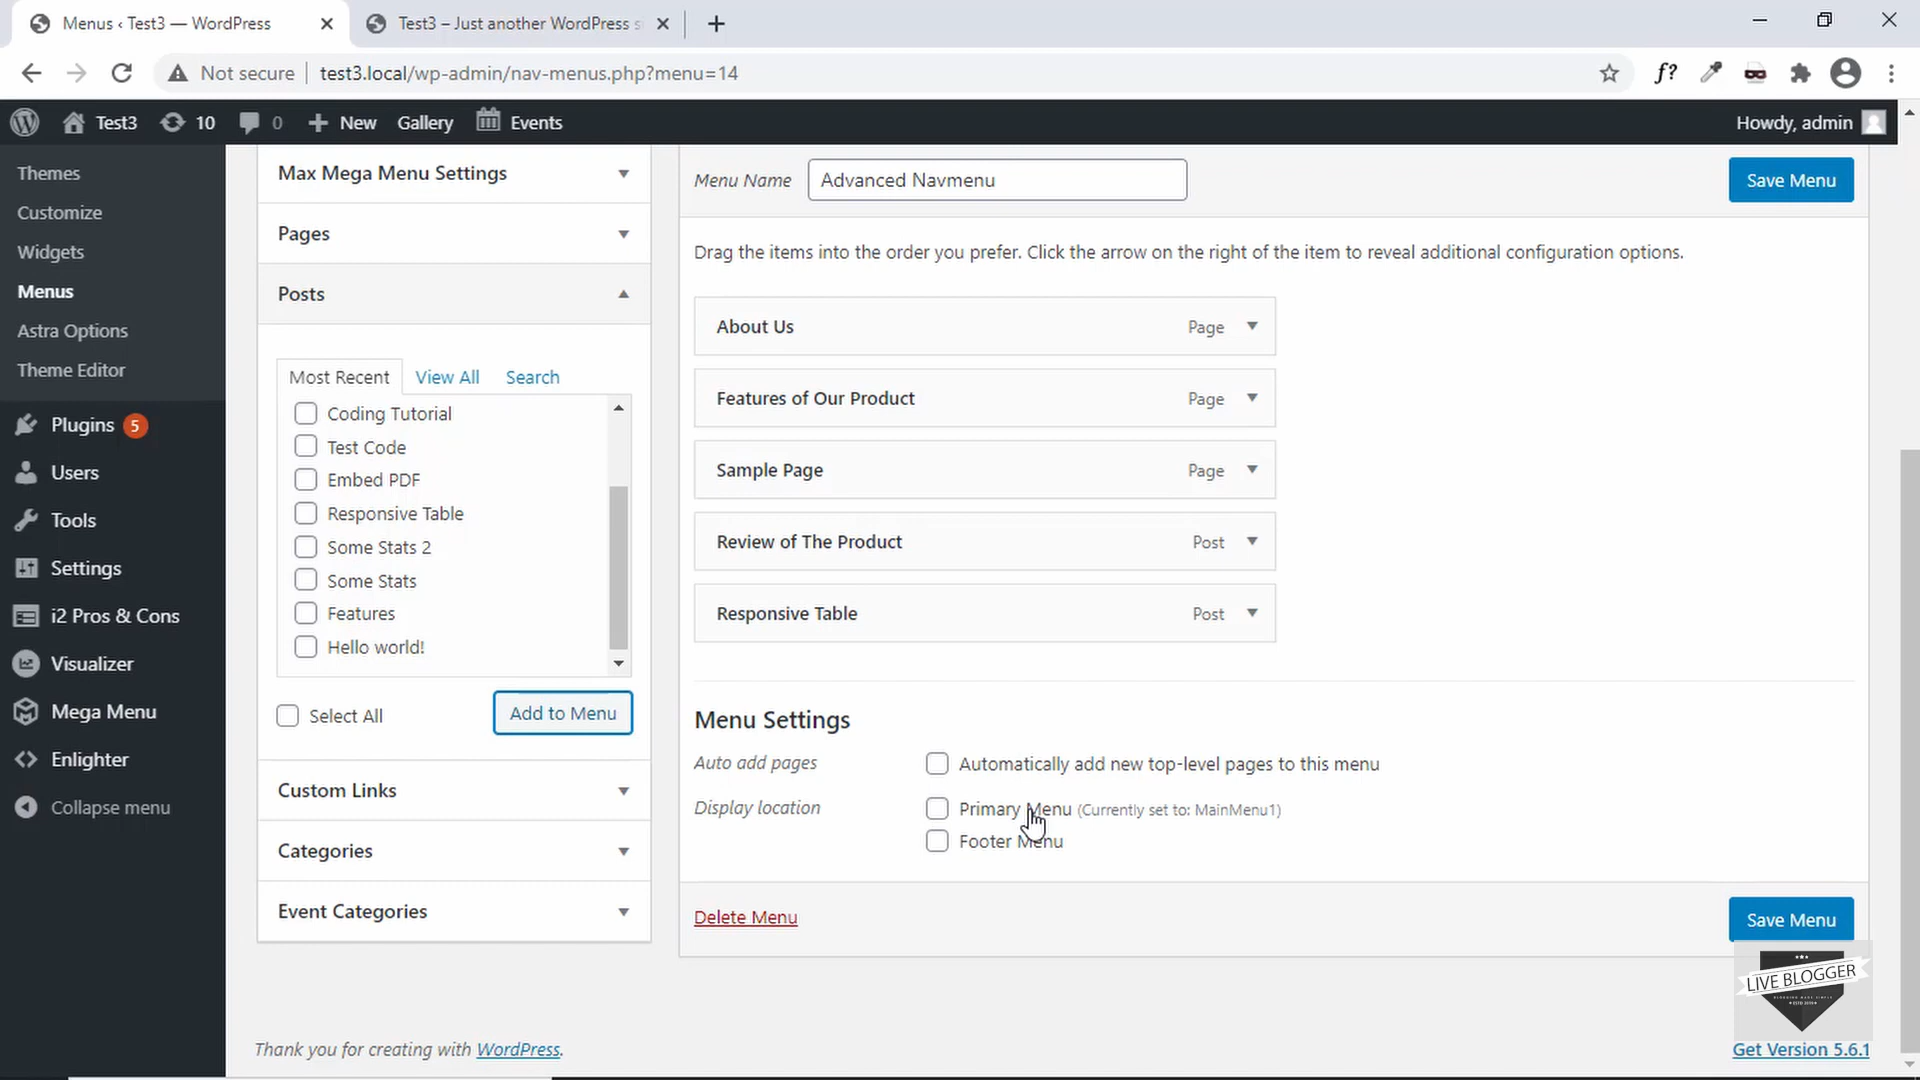 Menus ‹ Test3 — WordPress
Test3 – Just another WordPress s
Not secure
test3.local/wp-admin/nav-menus.php?menu=14
f?
Test3
10
0
New
Gallery
Events
Howdy, admin
Themes
Customize
Widgets
Menus
Astra Options
Theme Editor
Plugins 5
Users
Tools
Settings
i2 Pros & Cons
Visualizer
Mega Menu
Enlighter
Collapse menu
Max Mega Menu Settings
Pages
Posts
Most Recent
View All
Search
Coding Tutorial
Test Code
Embed PDF
Responsive Table
Some Stats 2
Some Stats
Features
Hello world!
Select All
Add to Menu
Custom Links
Categories
Event Categories
Menu Name
Advanced Navmenu
Save Menu
Drag the items into the order you prefer. Click the arrow on the right of the item to reveal additional configuration options.
About Us Page
Features of Our Product Page
Sample Page Page
Review of The Product Post
Responsive Table Post
Menu Settings
Auto add pages
Automatically add new top-level pages to this menu
Display location
Primary Menu (Currently set to: MainMenu1)
Footer Menu
Delete Menu
Save Menu
LIVE BLOGGER
Thank you for creating with WordPress.
Get Version 5.6.1